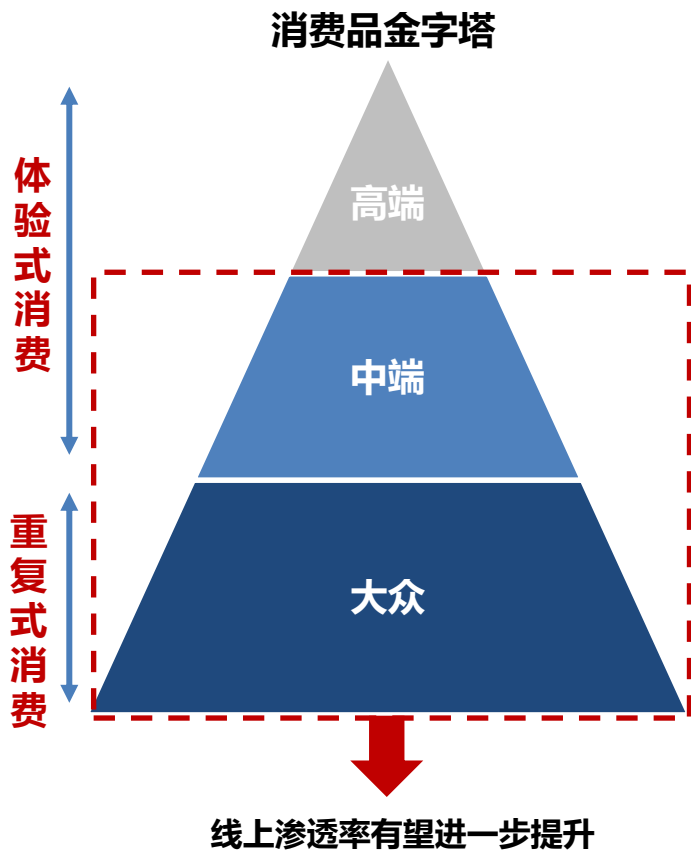 消费品金字塔
体验式消费
高端
中端
重复式消费
大众
线上渗透率有望进一步提升